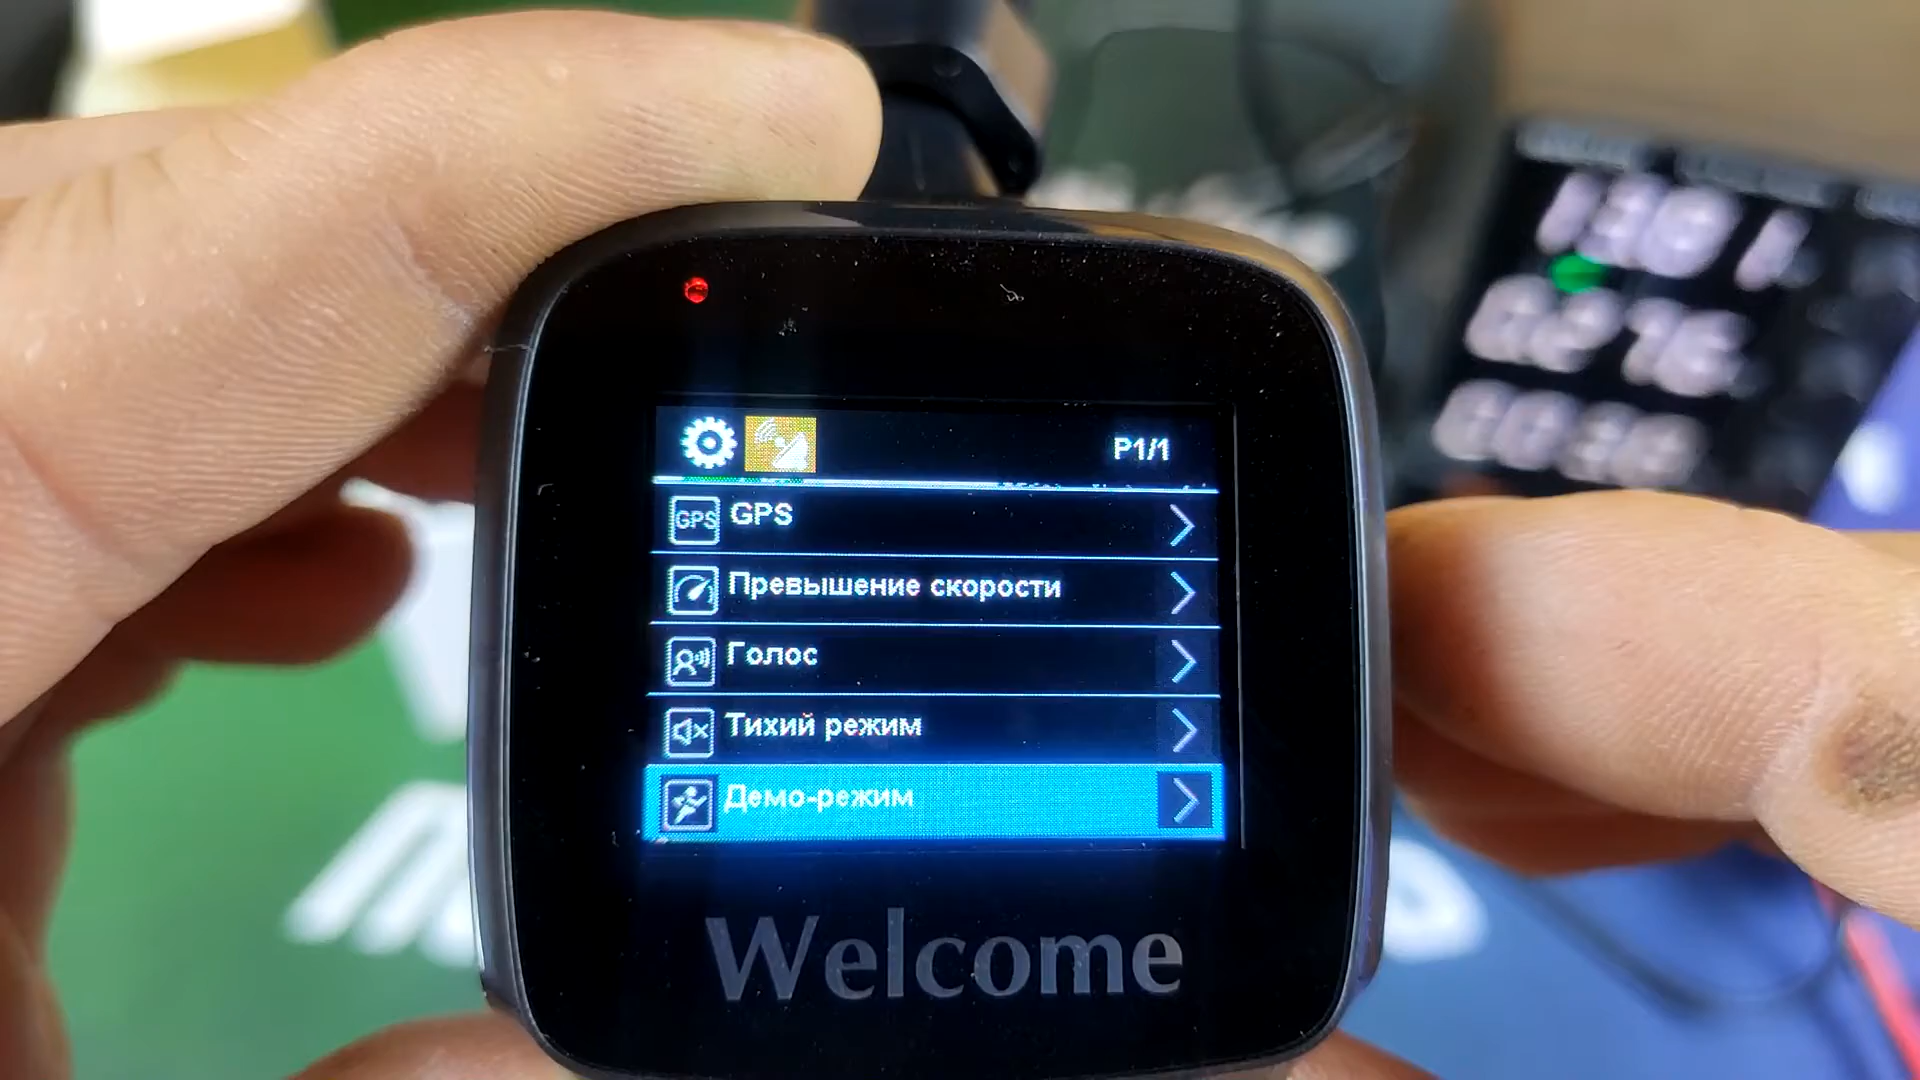 P1/1
GPS GPS
Превышение скорости
Голос
Тихий режим
Демо-режим
Welcome